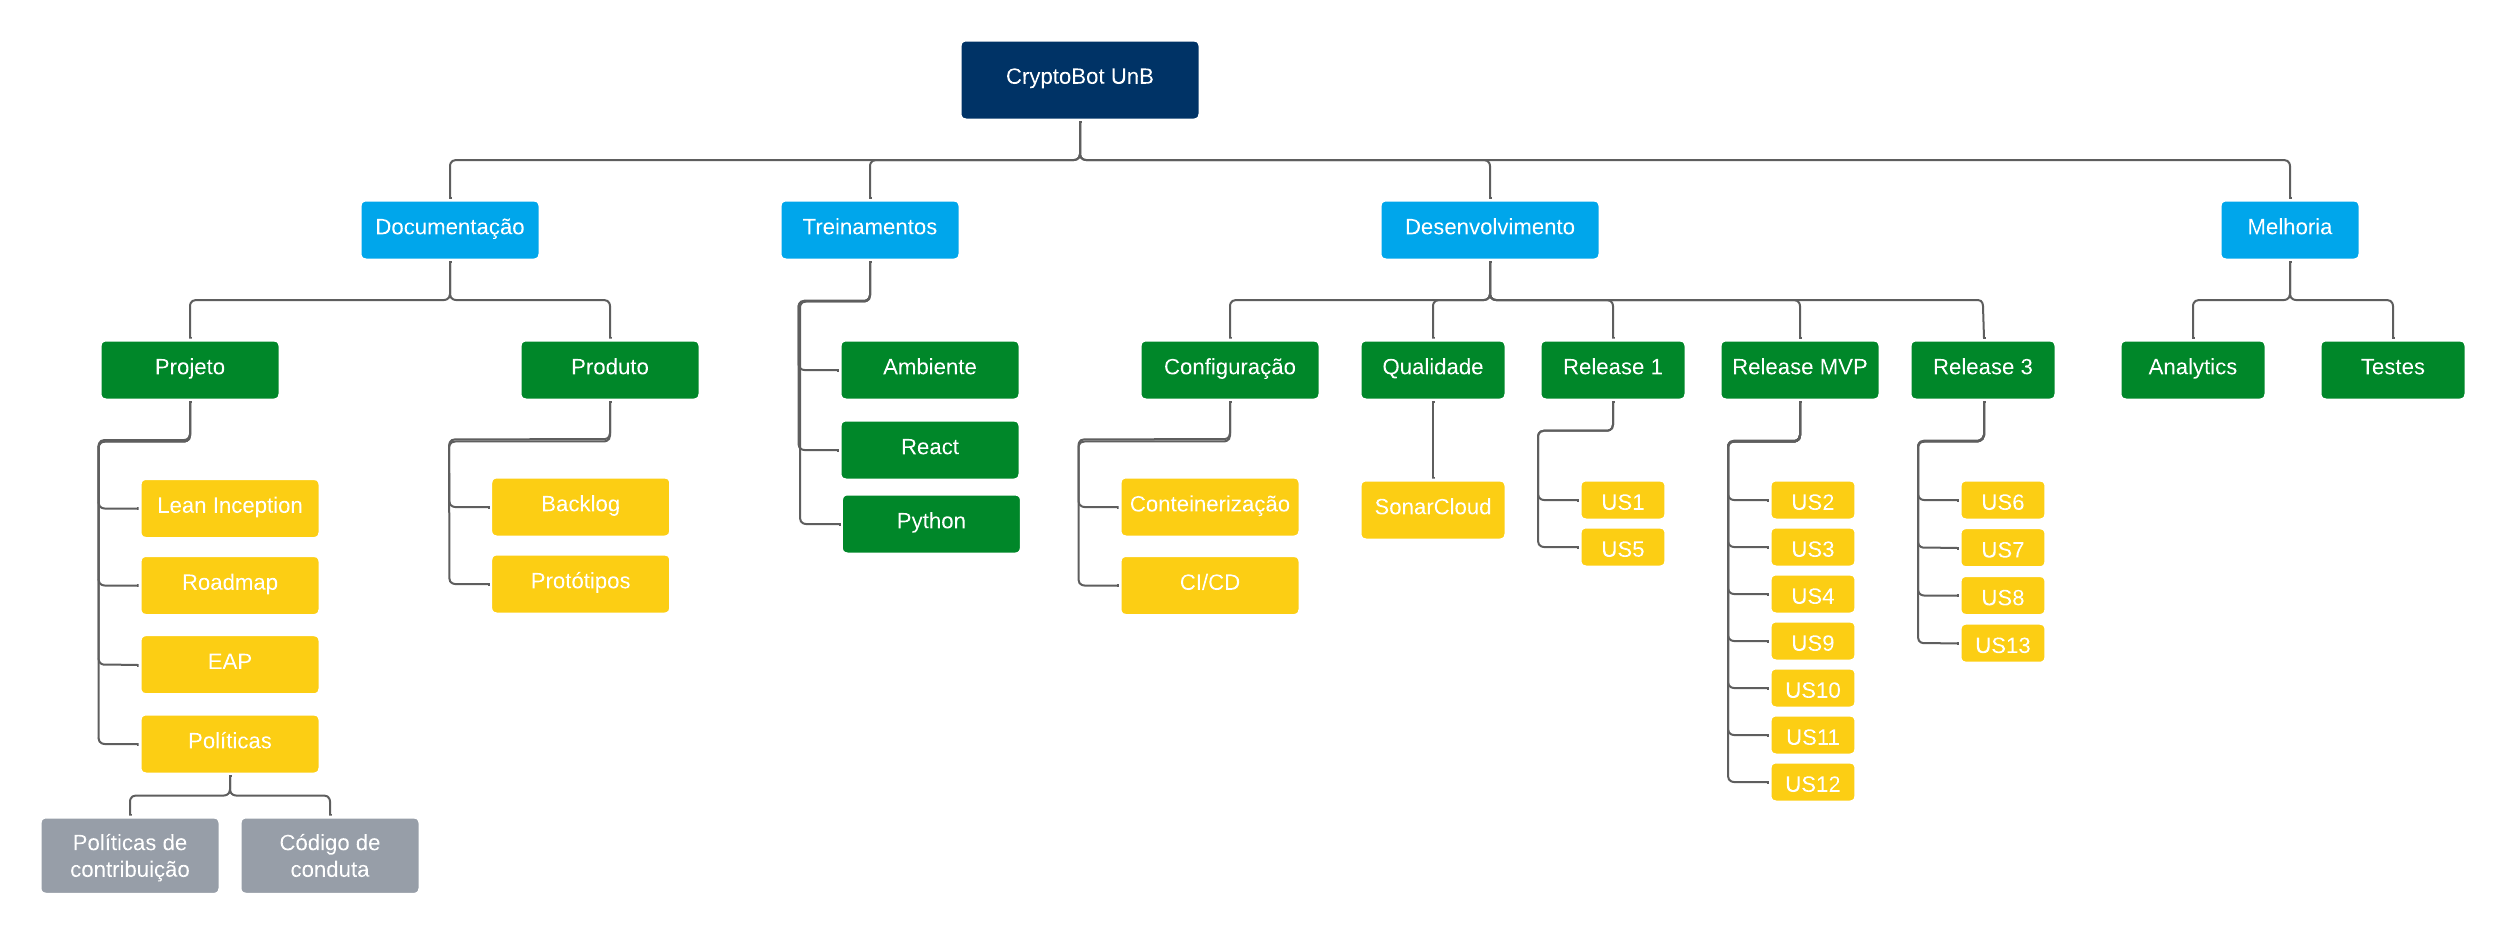 CryptoBot UnB
Documentação
Treinamentos
Desenvolvimento
Melhoria
Projeto
Produto
Ambiente
Configuração
Qualidade
Release 1
Release MVP
Release 3
Analytics
Testes
React
Python
Lean Inception
Roadmap
EAP
Políticas
Políticas de
contribuição
Código de
conduta
Backlog
Protótipos
Conteinerização
CI/CD
SonarCloud
US1
US5
US2
US3
US4
US9
US10
US11
US12
US6
US7
US8
US13